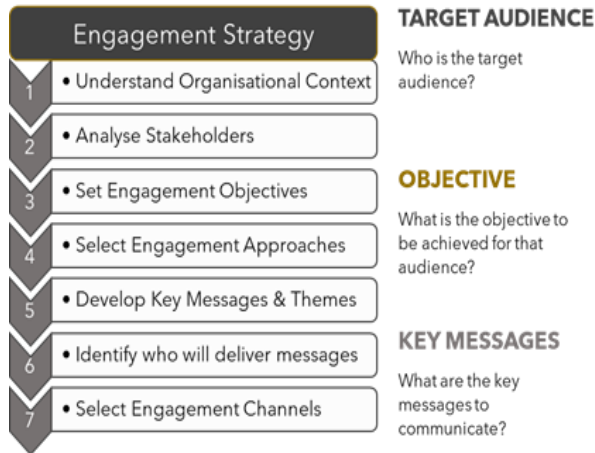 Engagement Strategy
1
• Understand Organisational Context
2
• Analyse Stakeholders
3
• Set Engagement Objectives
4
• Select Engagement Approaches
5
• Develop Key Messages & Themes
6
• Identify who will deliver messages
7
• Select Engagement Channels
TARGET AUDIENCE
Who is the target
audience?
OBJECTIVE
What is the objective to
be achieved for that
audience?
KEY MESSAGES
What are the key
messages to
communicate?